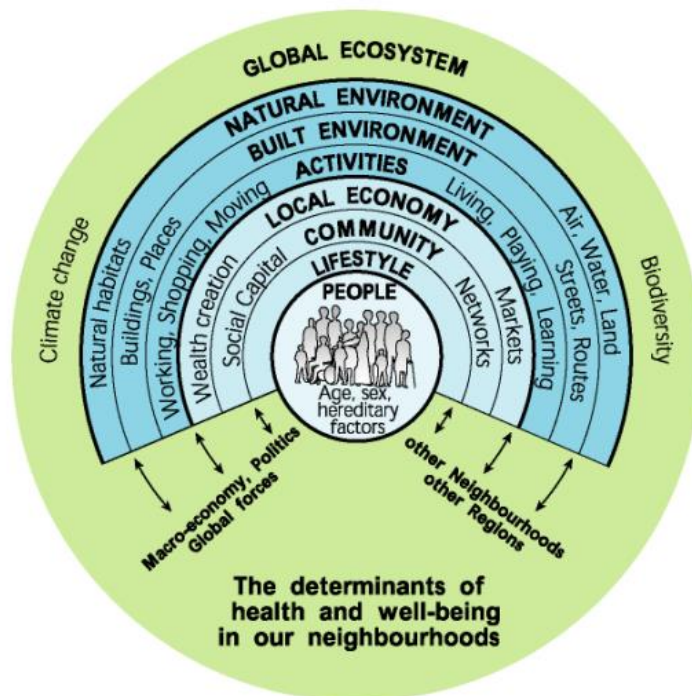 GLOBAL ECOSYSTEM
NATURAL ENVIRONMENT
BUILT ENVIRONMENT
ACTIVITIES
LOCAL ECONOMY
COMMUNITY
LIFESTYLE
PEOPLE
Age, sex,
hereditary
factors
Climate change
Natural habitats
Buildings, Places
Working, Shopping, Moving
Wealth creation
Social Capital
Networks
Markets
Living, Playing, Learning
Streets, Routes
Air, Water, Land
Biodiversity
Macro-economy, Politics
Global forces
other Neighbourhoods
other Regions
The determinants of
health and well-being
in our neighbourhoods